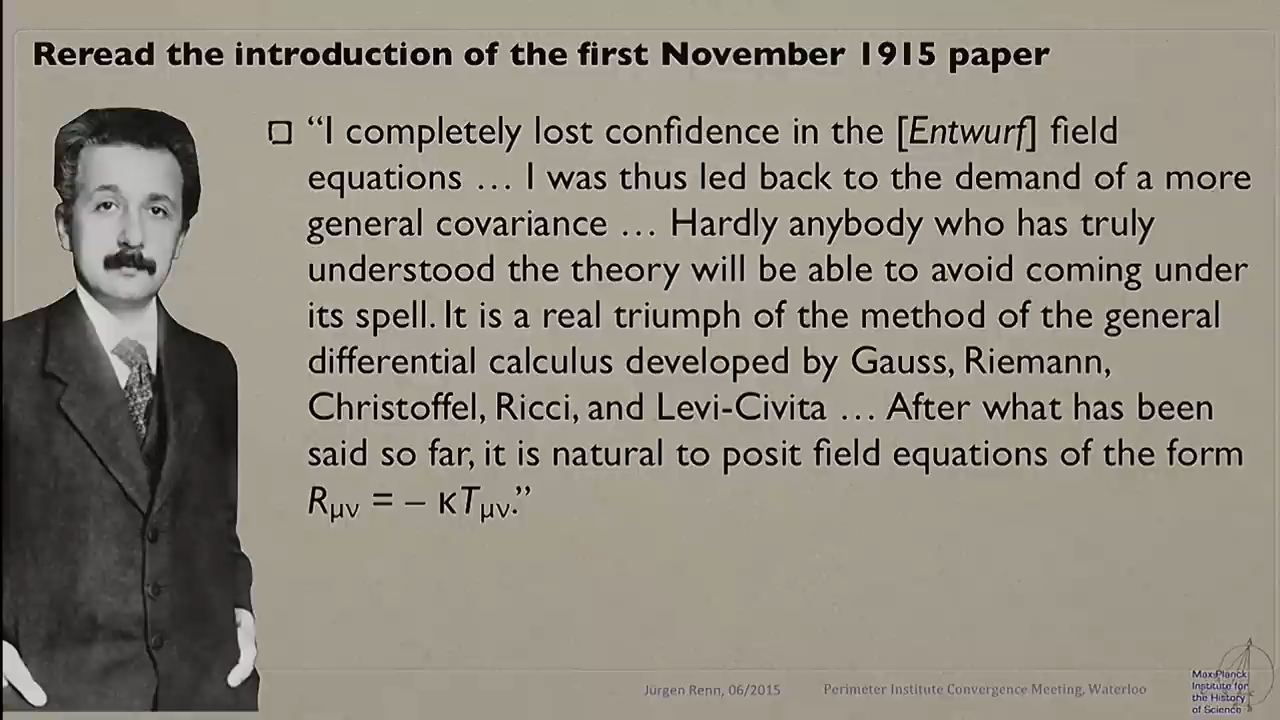 Reread the introduction of the first November 1915 paper
“I completely lost confidence in the [Entwurf] field
equations … I was thus led back to the demand of a more
general covariance … Hardly anybody who has truly
understood the theory will be able to avoid coming under
its spell. It is a real triumph of the method of the general
differential calculus developed by Gauss, Riemann,
Christoffel, Ricci, and Levi-Civita … After what has been
said so far, it is natural to posit field equations of the form
Rμν = – κTμν.”
Jürgen Renn, 06/2015
Perimeter Institute Convergence Meeting, Waterloo
Max Planck
Institute for
the History
of Science